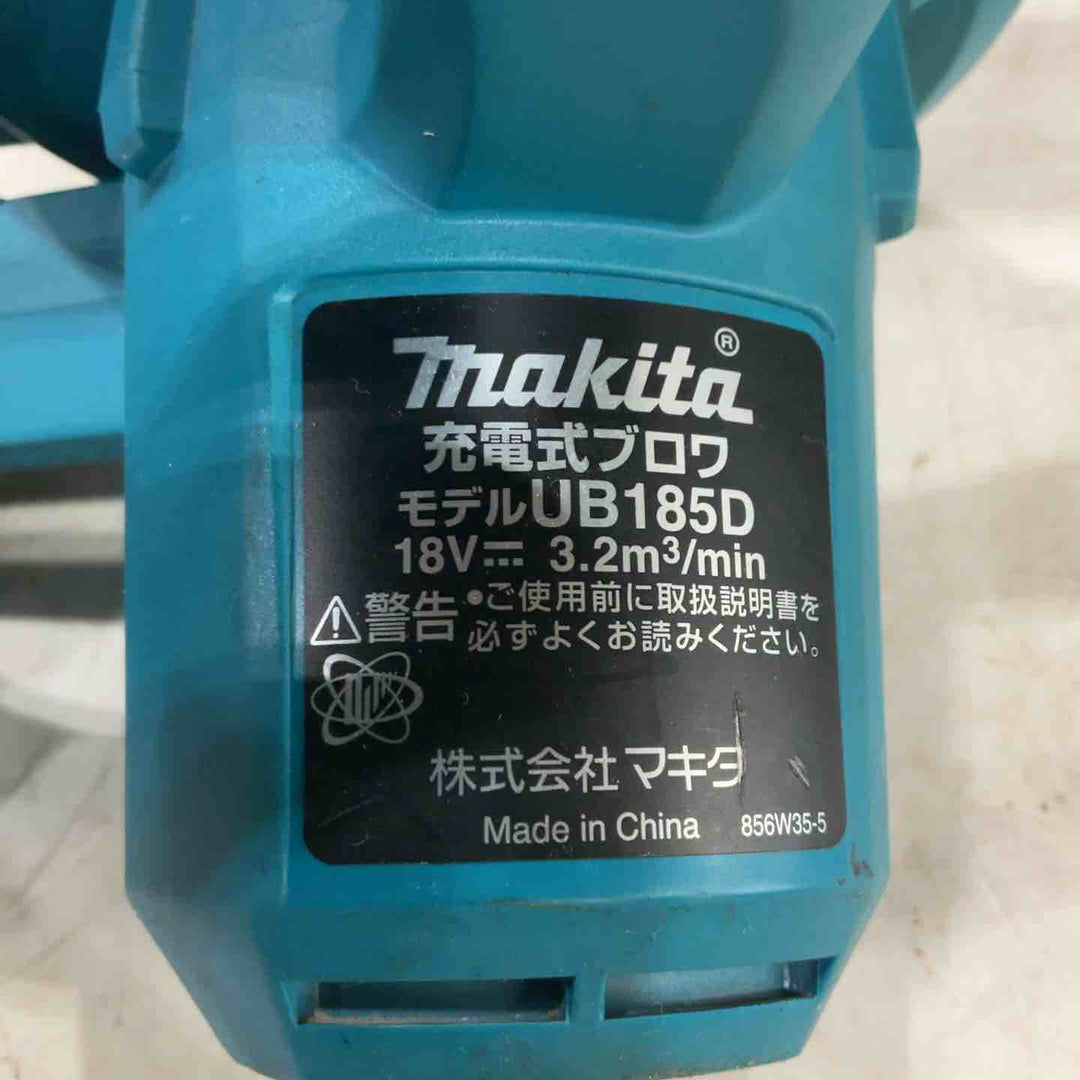 makita®
充電式ブロワ
モデルUB185D
18V⎓ 3.2m³/min
⚠警告 •ご使用前に取扱説明書を
必ずよくお読みください。
株式会社マキタ
Made in China 856W35-5